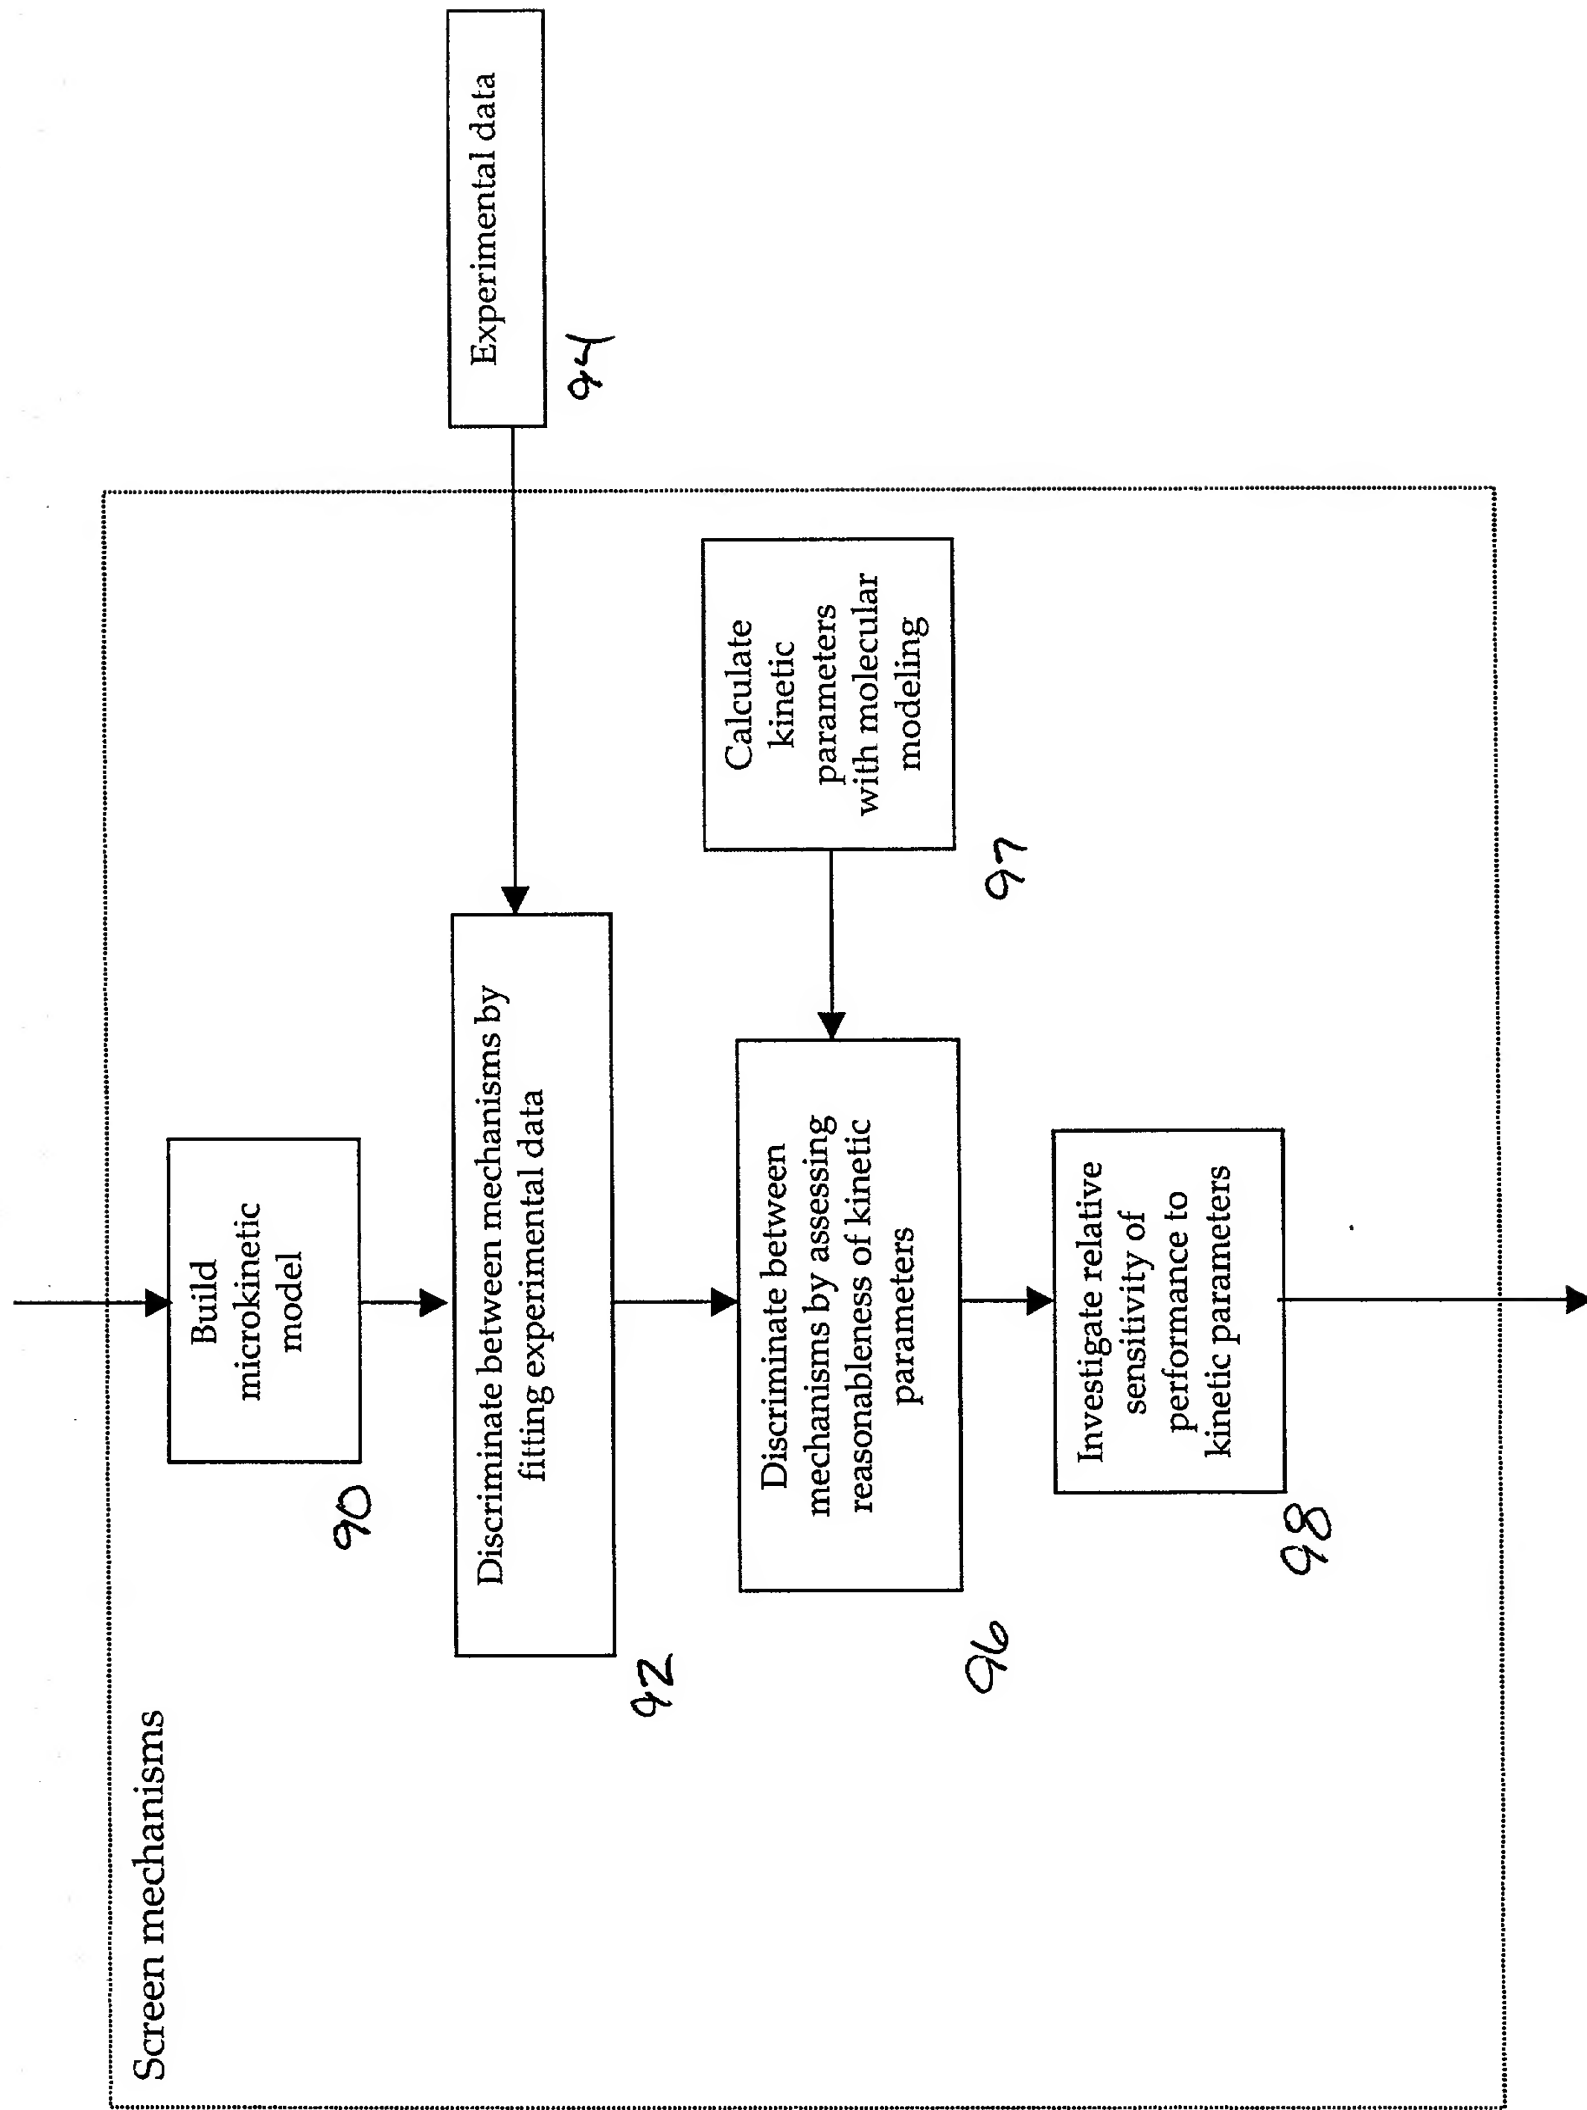 Screen mechanisms
Build
microkinetic
model
90
Discriminate between mechanisms by
fitting experimental data
92
Experimental data
94
Discriminate between
mechanisms by assessing
reasonableness of kinetic
parameters
96
Calculate
kinetic
parameters
with molecular
modeling
97
Investigate relative
sensitivity of
performance to
kinetic parameters
98